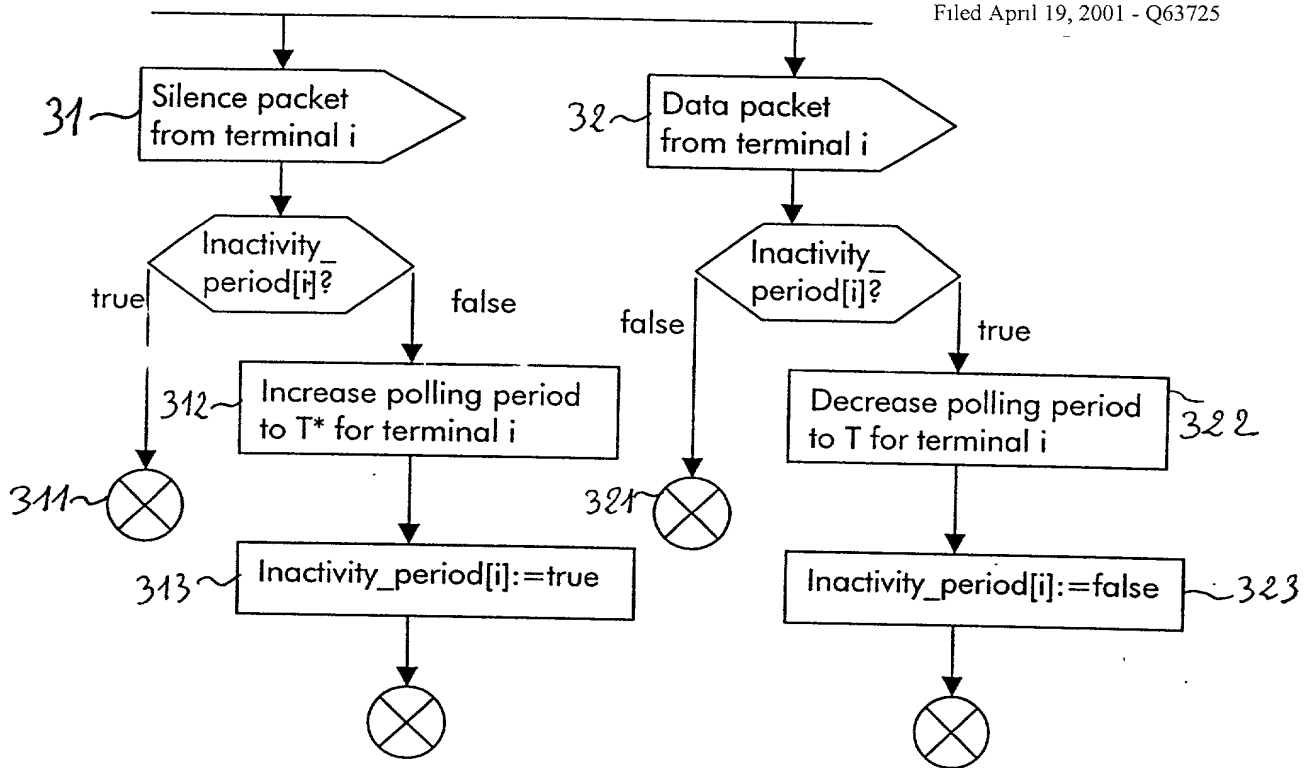 Filed April 19, 2001 - Q63725
31
Silence packet
from terminal i
32
Data packet
from terminal i
Inactivity_
period[i]?
true
false
Inactivity_
period[i]?
false
true
312
Increase polling period
to T* for terminal i
Decrease polling period
to T for terminal i
322
311
321
313
Inactivity_period[i]:=true
Inactivity_period[i]:=false
323